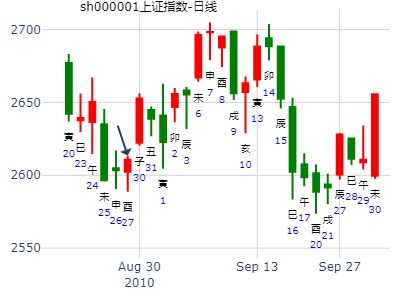 sh000001上证指数-日线
2700
2650
2600
2550
寅
20
巳
23
午
24
未
25
申
26
酉
27
子
30
丑
31
寅
1
卯
2
辰
3
未
6
申
7
酉
8
戌
9
亥
10
寅
13
卯
14
辰
15
巳
16
午
17
酉
20
戌
21
辰
27
巳
28
午
29
未
30
Aug 30
2010
Sep 13
Sep 27